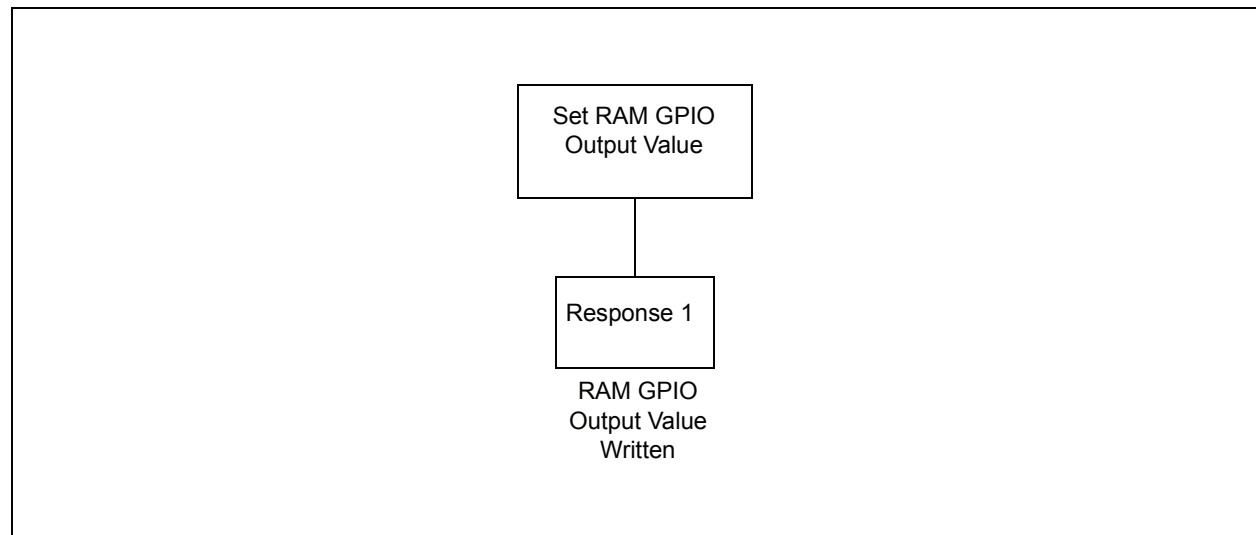 Set RAM GPIO
Output Value
Response 1
RAM GPIO
Output Value
Written